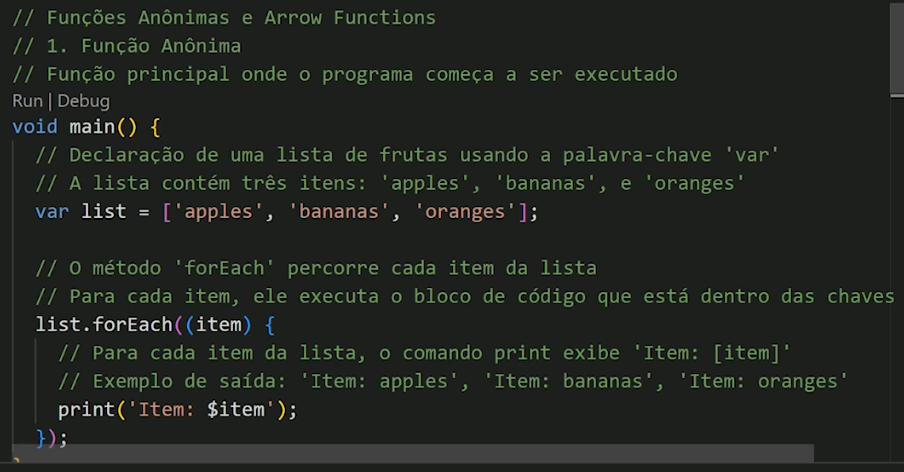 // Funções Anônimas e Arrow Functions
// 1. Função Anônima
// Função principal onde o programa começa a ser executado
Run | Debug
void main() {
// Declaração de uma lista de frutas usando a palavra-chave 'var'
// A lista contém três itens: 'apples', 'bananas', e 'oranges'
var list = ['apples', 'bananas', 'oranges'];
// O método 'forEach' percorre cada item da lista
// Para cada item, ele executa o bloco de código que está dentro das chaves
list.forEach((item) {
// Para cada item da lista, o comando print exibe 'Item: [item]'
// Exemplo de saída: 'Item: apples', 'Item: bananas', 'Item: oranges'
print('Item: $item');
});